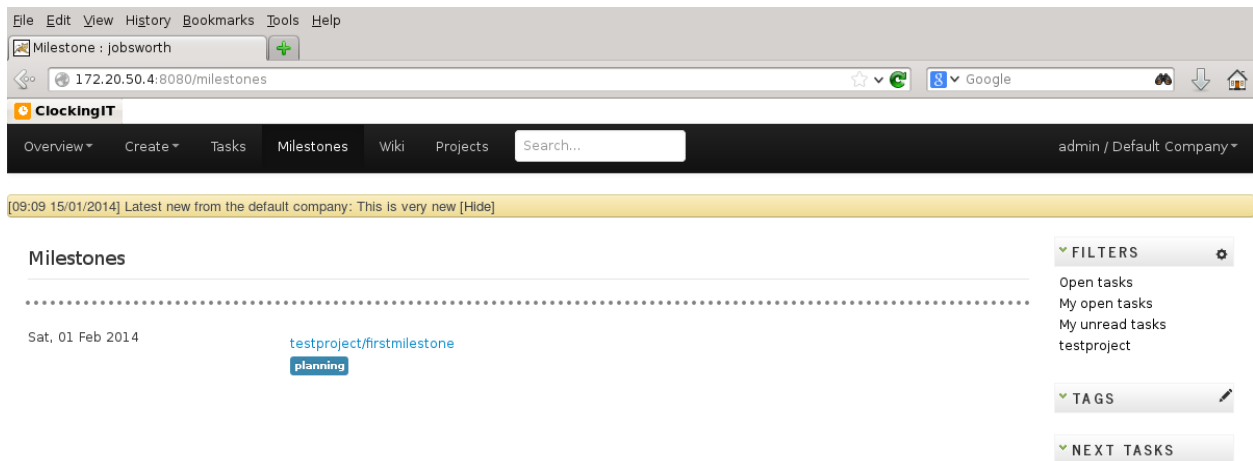 File Edit View History Bookmarks Tools Help
Milestone : jobsworth
172.20.50.4:8080/milestones Google
ClockingIT
Overview Create Tasks Milestones Wiki Projects Search... admin / Default Company
[09:09 15/01/2014] Latest new from the default company: This is very new [Hide]
Milestones
Sat, 01 Feb 2014
testproject/firstmilestone
planning
FILTERS
Open tasks
My open tasks
My unread tasks
testproject
TAGS
NEXT TASKS